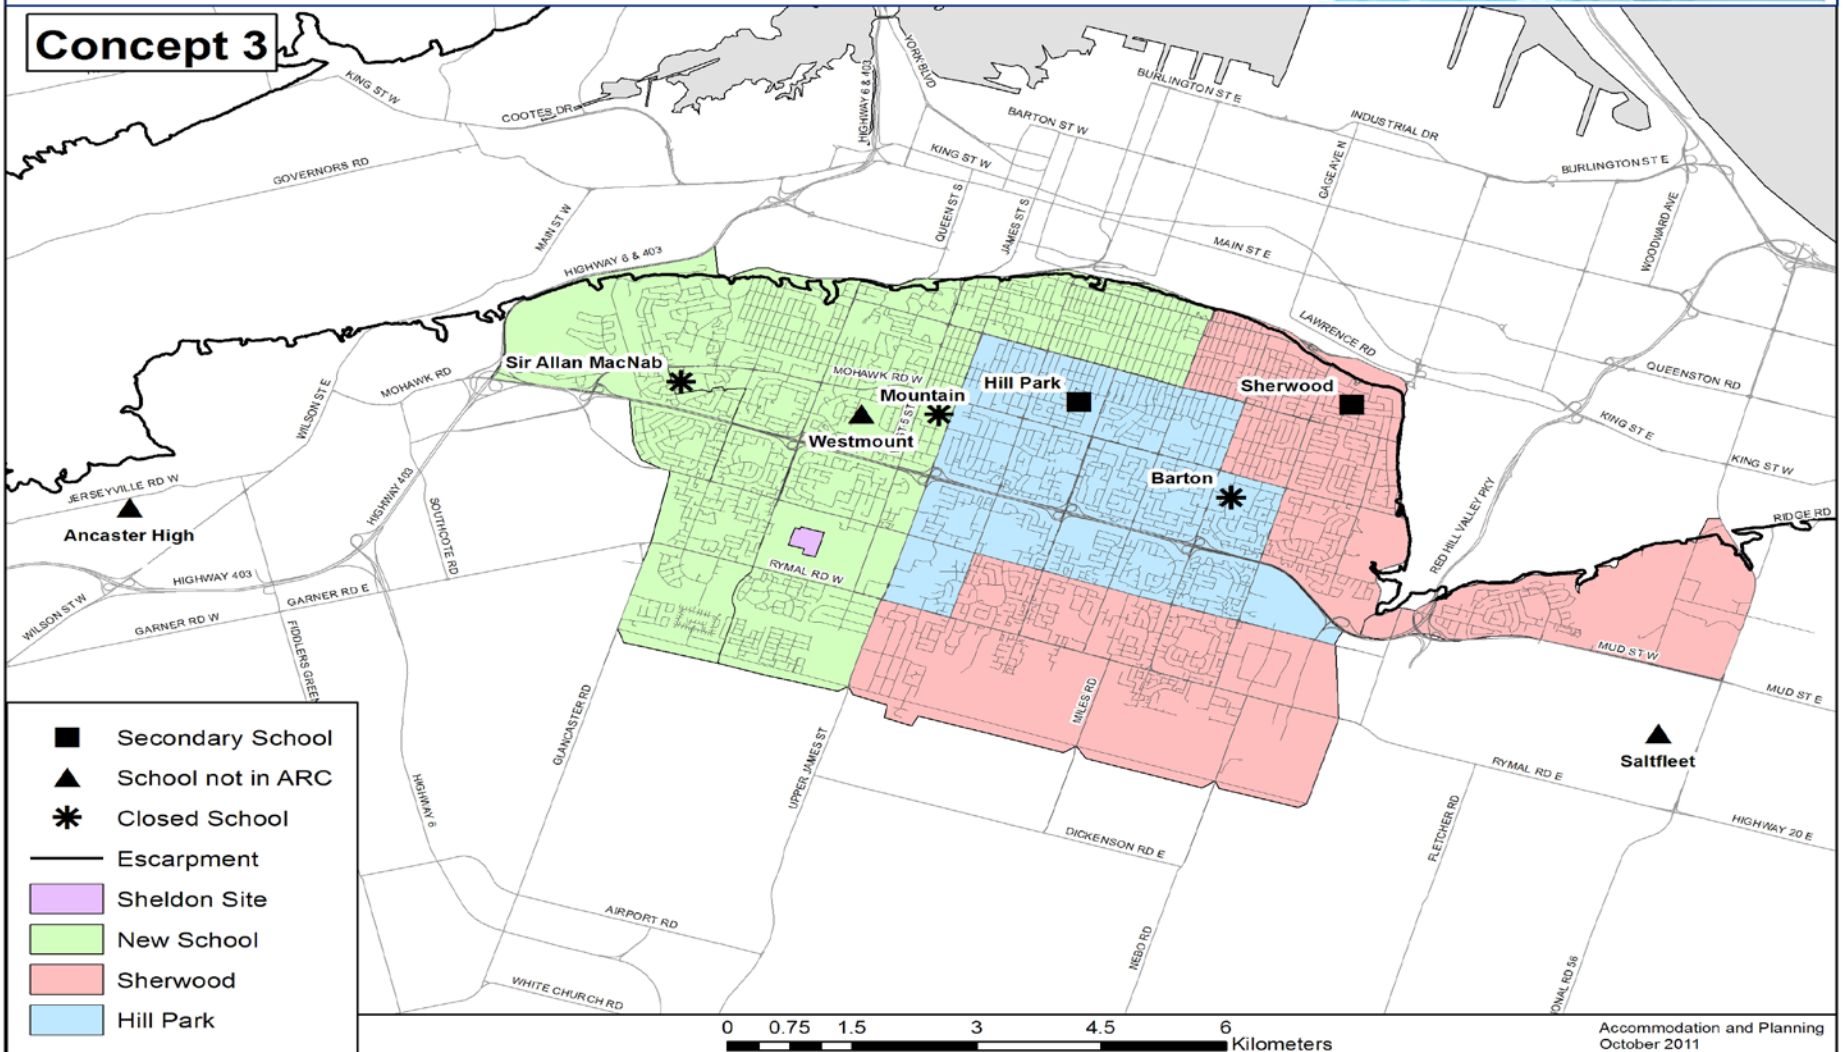 Concept 3
KING ST W
COOTES DR
GOVERNORS RD
MAIN ST W
HIGHWAY 6 & 403
HIGHWAY 6 & 403
YORK BLVD
BARTON ST W
KING ST W
QUEEN ST S
JAMES ST S
BURLINGTON ST E
INDUSTRIAL DR
GAGE AVE N
BURLINGTON ST E
WOODWARD AVE
MAIN ST E
LAWRENCE RD
QUEENSTON RD
KING ST E
KING ST W
RIDGE RD
RED HILL VALLEY PKY
MUD ST W
MUD ST E
Sir Allan MacNab
MOHAWK RD
MOHAWK RD W
Mountain
Westmount
Hill Park
Sherwood
Barton
WILSON ST E
JERSEYVILLE RD W
Ancaster High
HIGHWAY 403
SOUTHCOTE RD
HIGHWAY 403
WILSON ST W
GARNER RD E
GARNER RD W
FIDDLERS GREEN
RYMAL RD W
GLANCASTER RD
UPPER JAMES ST
MILES RD
Saltfleet
RYMAL RD E
HIGHWAY 20 E
FLETCHER RD
DICKENSON RD E
NEBO RD
HIGHWAY 6
AIRPORT RD
WHITE CHURCH RD
ONAL RD 56
Secondary School
School not in ARC
Closed School
Escarpment
Sheldon Site
New School
Sherwood
Hill Park
0 0.75 1.5 3 4.5 6
Kilometers
Accommodation and Planning
October 2011